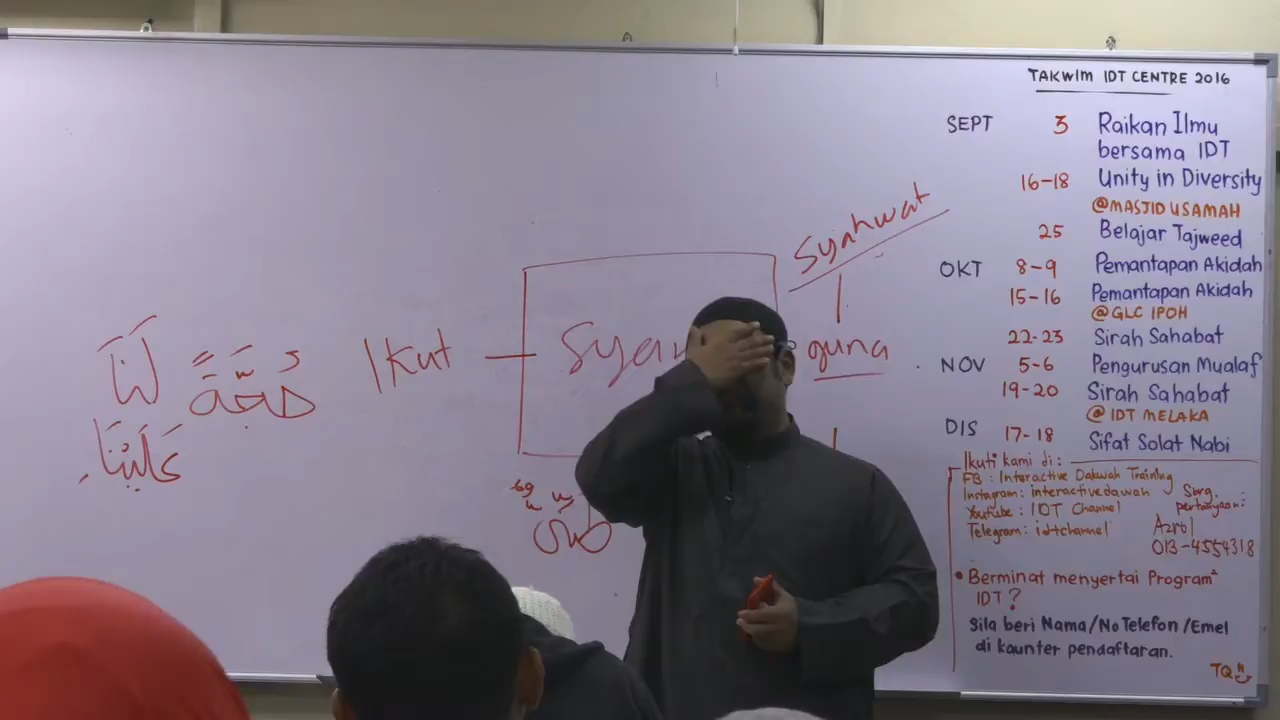 TAKWIM IDT CENTRE 2016
SEPT 3 Raikan Ilmu
bersama IDT
16-18 Unity in Diversity
@MASJID USAMAH
25 Belajar Tajweed
OKT 8-9 Pemantapan Akidah
15-16 Pemantapan Akidah
@GLC IPOH
22-23 Sirah Sahabat
NOV 5-6 Pengurusan Mualaf
19-20 Sirah Sahabat
@IDT MELAKA
DIS 17-18 Sifat Solat Nabi
Ikuti kami di:
FB: Interactive Dakwah Training
Instagram: interactivedawah
Youtube: IDT Channel
Telegram: idtchannel
Sbrg.
pertanyaan:
Azrol
013-4554318
• Berminat menyertai Program²
IDT?
Sila beri Nama/No Telefon/Emel
di kaunter pendaftaran.
TQ
Syahwat
Ikut
guna